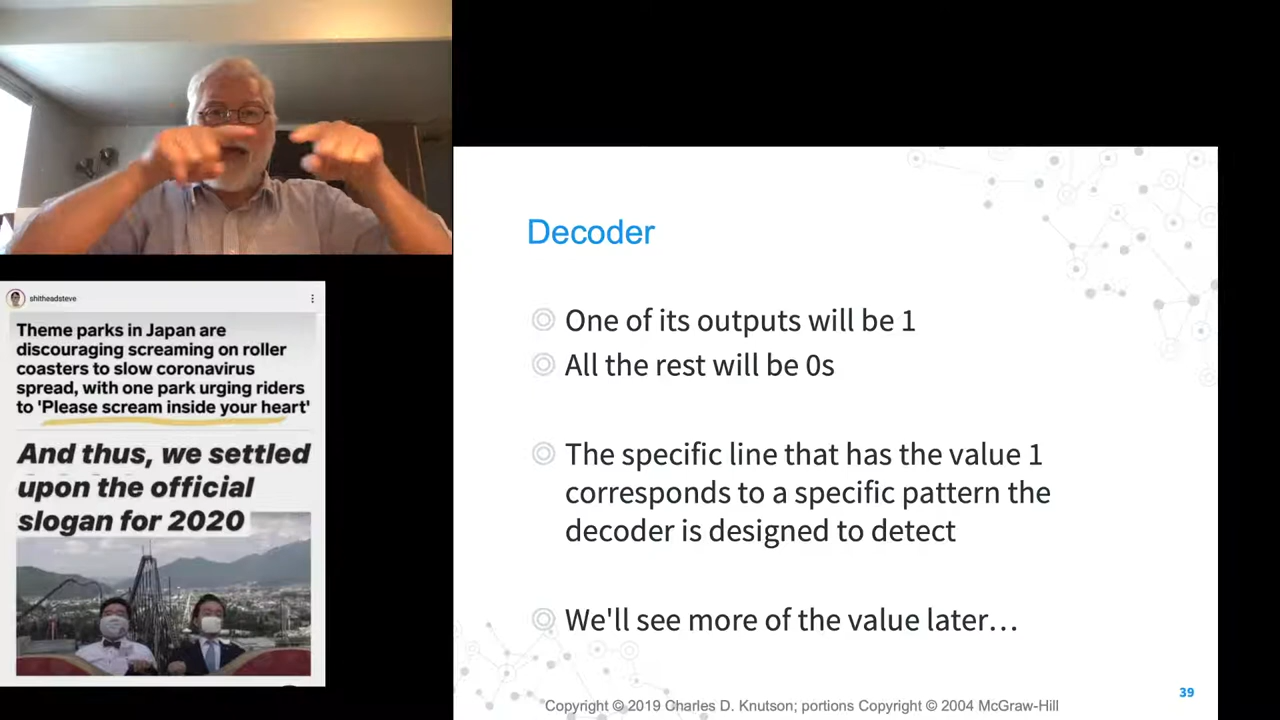 shitheadsteve
Theme parks in Japan are
discouraging screaming on roller
coasters to slow coronavirus
spread, with one park urging riders
to 'Please scream inside your heart'
And thus, we settled
upon the official
slogan for 2020
Decoder
One of its outputs will be 1
All the rest will be 0s
The specific line that has the value 1
corresponds to a specific pattern the
decoder is designed to detect
We'll see more of the value later…
39
Copyright © 2019 Charles D. Knutson; portions Copyright © 2004 McGraw-Hill